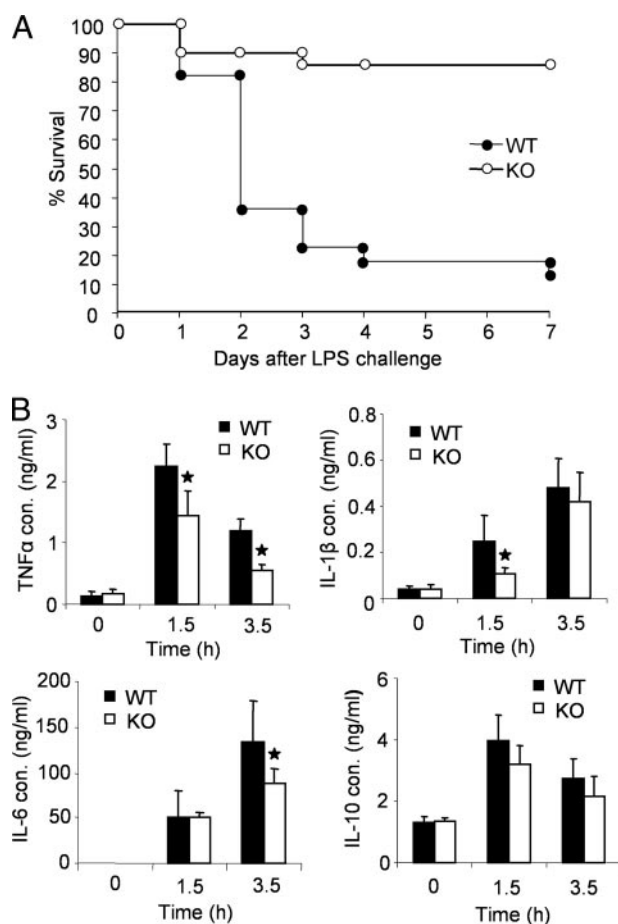 A
100
90
80
70
60
50
40
30
20
10
0
% Survival
WT
KO
0 1 2 3 4 5 6 7
Days after LPS challenge
B
TNFα con. (ng/ml)
3
2
1
0
WT
KO
★
★
0 1.5 3.5
Time (h)
IL-1β con. (ng/ml)
0.8
0.6
0.4
0.2
0
WT
KO
★
0 1.5 3.5
Time (h)
IL-6 con. (ng/ml)
200
150
100
50
0
WT
KO
★
0 1.5 3.5
Time (h)
IL-10 con. (ng/ml)
6
4
2
0
WT
KO
0 1.5 3.5
Time (h)